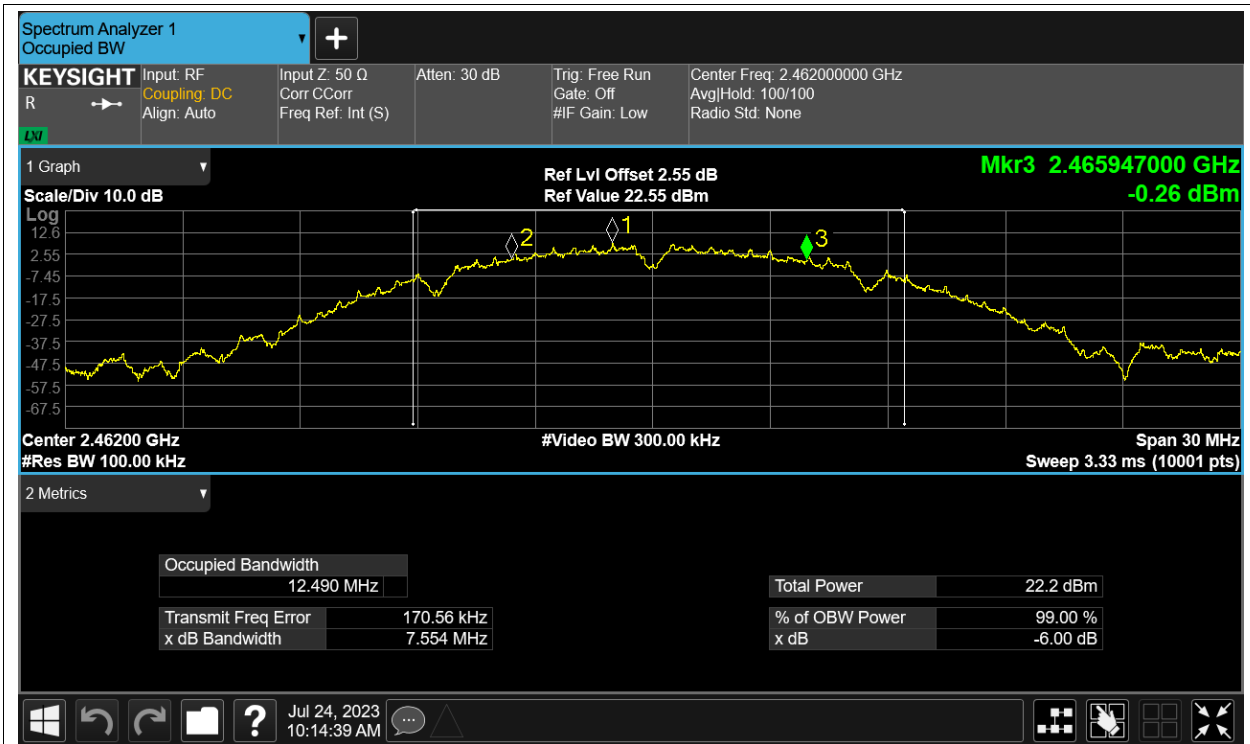 Spectrum Analyzer 1
Occupied BW
KEYSIGHT
R
LXI
Input: RF
Coupling: DC
Align: Auto
Input Z: 50 Ω
Corr CCorr
Freq Ref: Int (S)
Atten: 30 dB
Trig: Free Run
Gate: Off
#IF Gain: Low
Center Freq: 2.462000000 GHz
Avg|Hold: 100/100
Radio Std: None
1 Graph
Scale/Div 10.0 dB
Ref Lvl Offset 2.55 dB
Ref Value 22.55 dBm
Mkr3 2.465947000 GHz
-0.26 dBm
Log
12.6
2.55
-7.45
-17.5
-27.5
-37.5
-47.5
-57.5
-67.5
2
1
3
Center 2.46200 GHz
#Res BW 100.00 kHz
#Video BW 300.00 kHz
Span 30 MHz
Sweep 3.33 ms (10001 pts)
2 Metrics
Occupied Bandwidth
12.490 MHz
Transmit Freq Error 170.56 kHz
x dB Bandwidth 7.554 MHz
Total Power 22.2 dBm
% of OBW Power 99.00 %
x dB -6.00 dB
?
Jul 24, 2023
10:14:39 AM